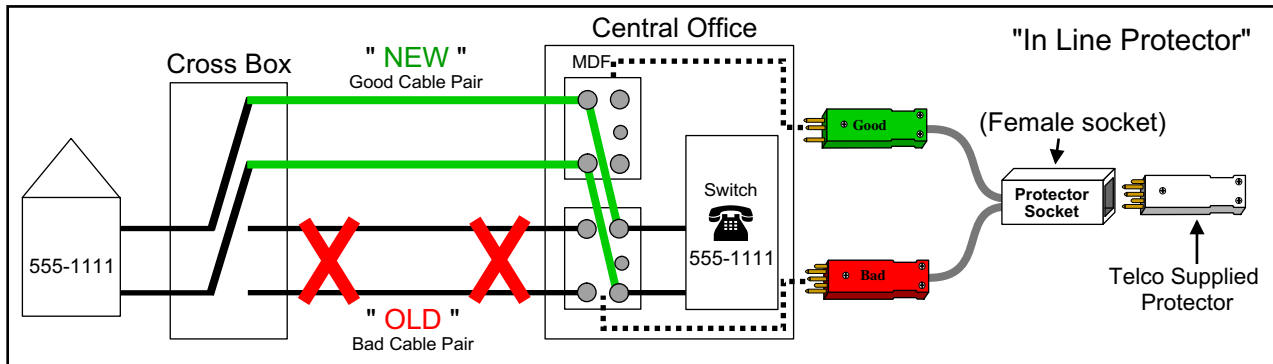 Central Office
"In Line Protector"
Cross Box
" NEW "
Good Cable Pair
MDF
Good
(Female socket)
Protector
Socket
Switch
555-1111
555-1111
Bad
Telco Supplied
Protector
" OLD "
Bad Cable Pair